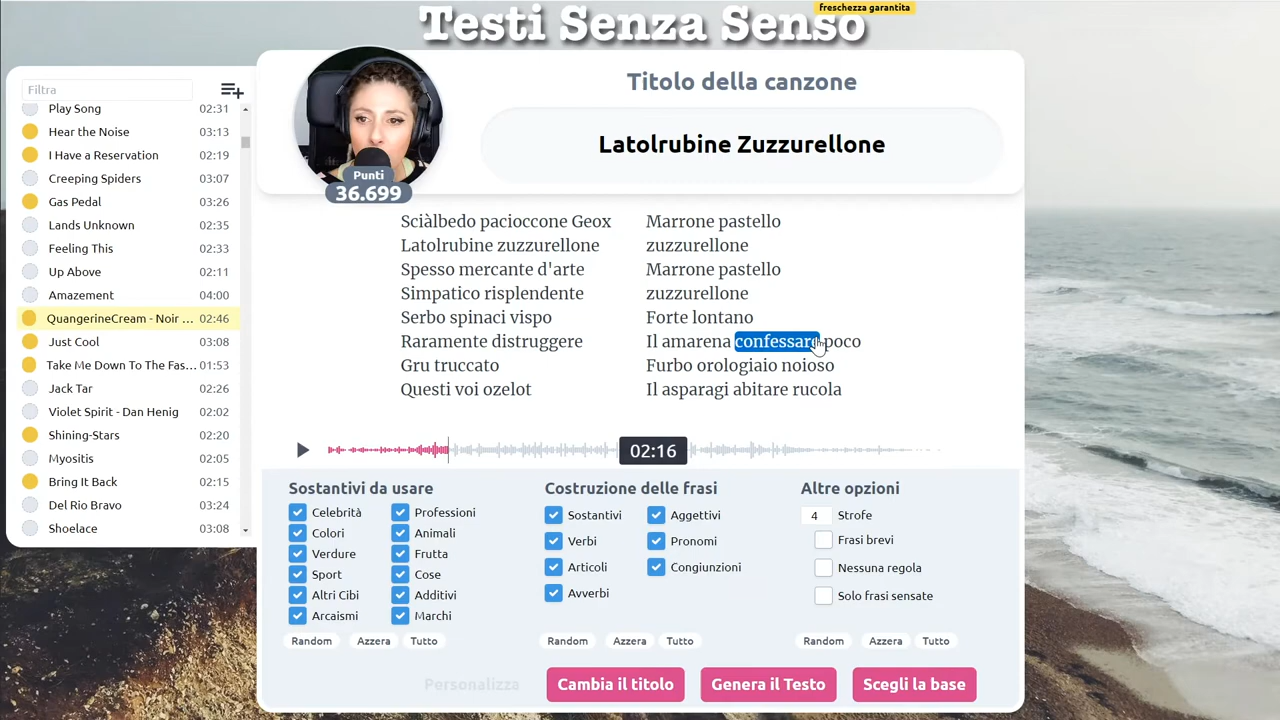 freschezza garantita
Testi Senza Senso
Filtra
Play Song 02:31
Hear the Noise 03:13
I Have a Reservation 02:19
Creeping Spiders 03:07
Gas Pedal 03:26
Lands Unknown 02:35
Feeling This 02:33
Up Above 02:11
Amazement 04:00
QuangerineCream - Noir ... 02:46
Just Cool 02:33
Take Me Down To The Fas... 01:53
Jack Tar 02:26
Violet Spirit - Dan Henig 02:02
Shining-Stars 02:20
Myositis 02:05
Bring It Back 02:15
Del Rio Bravo 03:24
Shoelace 03:08
Punti
36.699
Titolo della canzone
Latolrubine Zuzzurellone
Sciàlbedo pacioccone Geox
Latolrubine zuzzurellone
Spesso mercante d'arte
Simpatico risplendente
Serbo spinaci vispo
Raramente distruggere
Gru truccato
Questi voi ozelot
Marrone pastello
zuzzurellone
Marrone pastello
zuzzurellone
Forte lontano
Il amarena confessare poco
Furbo orologiaio noioso
Il asparagi abitare rucola
02:16
Sostantivi da usare
Celebrità Professioni
Colori Animali
Verdure Frutta
Sport Cose
Altri Cibi Additivi
Arcaismi Marchi
Random Azzera Tutto
Costruzione delle frasi
Sostantivi Aggettivi
Verbi Pronomi
Articoli Congiunzioni
Avverbi
Random Azzera Tutto
Altre opzioni
4 Strofe
Frasi brevi
Nessuna regola
Solo frasi sensate
Random Azzera Tutto
Personalizza
Cambia il titolo
Genera il Testo
Scegli la base